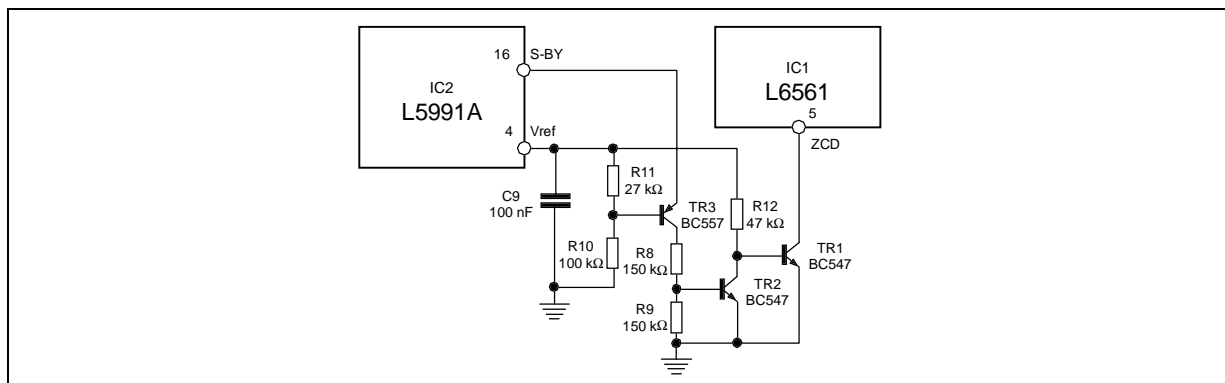 16
S-BY
IC2
L5991A
4
Vref
IC1
L6561
5
ZCD
R11
27 kΩ
C9
100 nF
TR3
BC557
R12
47 kΩ
R10
100 kΩ
R8
150 kΩ
TR1
BC547
TR2
BC547
R9
150 kΩ